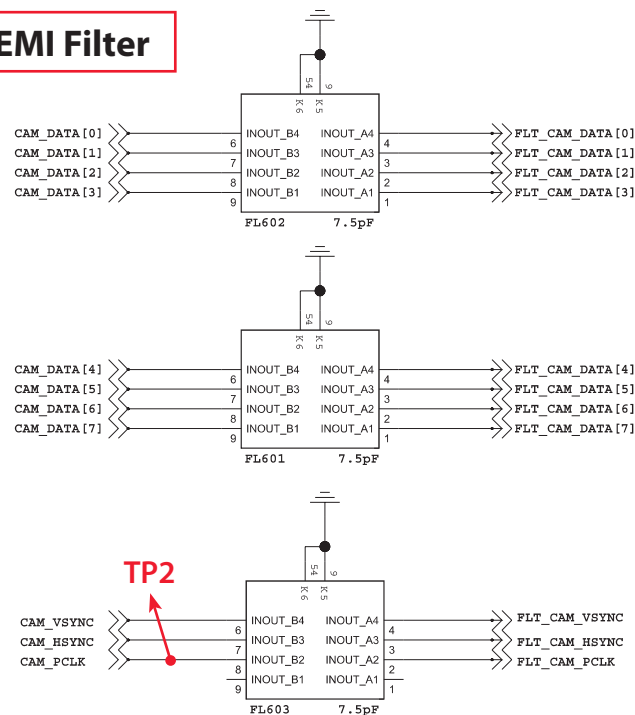 EMI Filter
54 9
K6 K5
CAM_DATA[0] INOUT_B4 INOUT_A4 FLT_CAM_DATA[0]
6 4
CAM_DATA[1] INOUT_B3 INOUT_A3 FLT_CAM_DATA[1]
7 3
CAM_DATA[2] INOUT_B2 INOUT_A2 FLT_CAM_DATA[2]
8 2
CAM_DATA[3] INOUT_B1 INOUT_A1 FLT_CAM_DATA[3]
9 1
FL602 7.5pF
54 9
K6 K5
CAM_DATA[4] INOUT_B4 INOUT_A4 FLT_CAM_DATA[4]
6 4
CAM_DATA[5] INOUT_B3 INOUT_A3 FLT_CAM_DATA[5]
7 3
CAM_DATA[6] INOUT_B2 INOUT_A2 FLT_CAM_DATA[6]
8 2
CAM_DATA[7] INOUT_B1 INOUT_A1 FLT_CAM_DATA[7]
9 1
FL601 7.5pF
TP2
54 9
K6 K5
CAM_VSYNC INOUT_B4 INOUT_A4 FLT_CAM_VSYNC
6 4
CAM_HSYNC INOUT_B3 INOUT_A3 FLT_CAM_HSYNC
7 3
CAM_PCLK INOUT_B2 INOUT_A2 FLT_CAM_PCLK
8 2
INOUT_B1 INOUT_A1
9 1
FL603 7.5pF